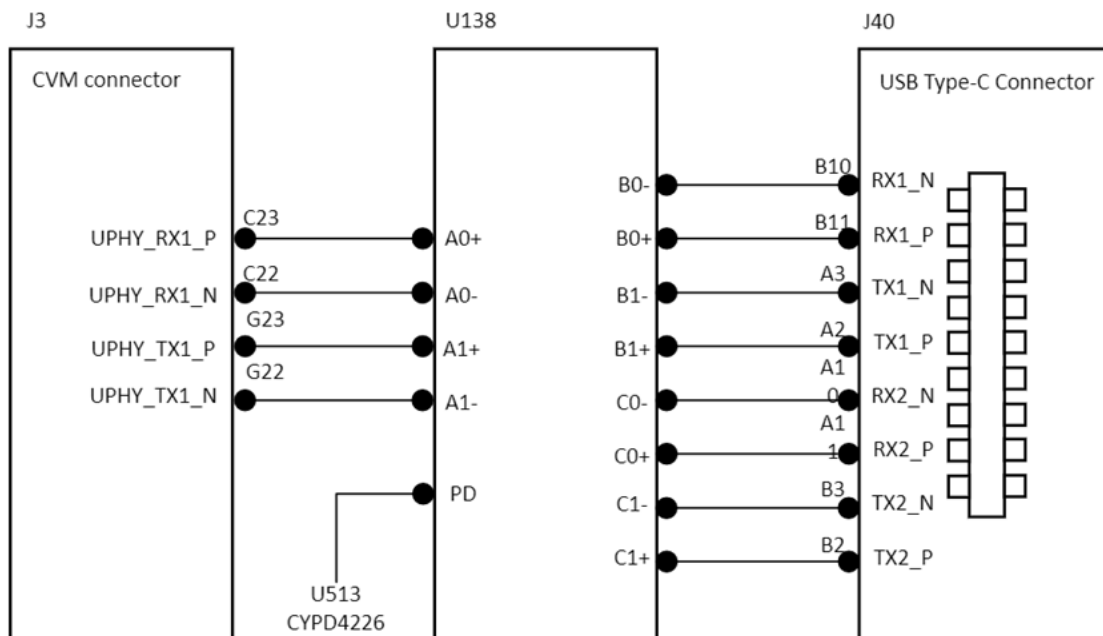 J3
U138
J40
CVM connector
USB Type-C Connector
UPHY_RX1_P
C23
A0+
UPHY_RX1_N
C22
A0-
UPHY_TX1_P
G23
A1+
UPHY_TX1_N
G22
A1-
PD
U513
CYPD4226
B0-
B10
RX1_N
B0+
B11
RX1_P
B1-
A3
TX1_N
B1+
A2
TX1_P
C0-
A1
0
RX2_N
C0+
A1
1
RX2_P
C1-
B3
TX2_N
C1+
B2
TX2_P